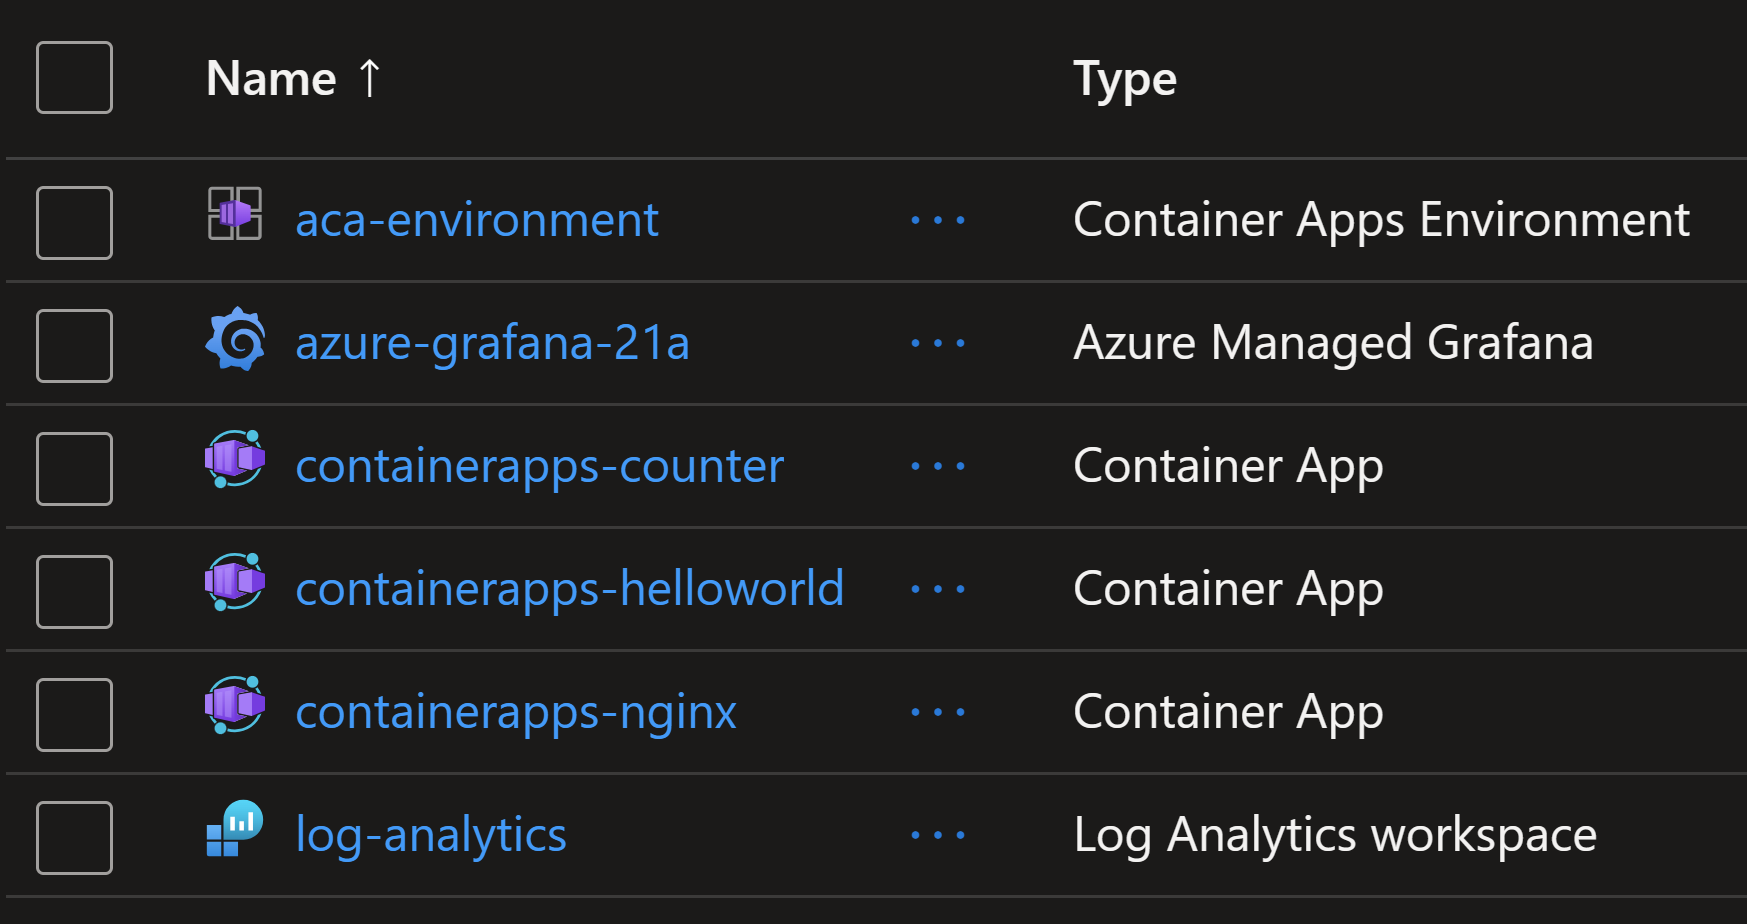 Name ↑ Type
aca-environment ··· Container Apps Environment
azure-grafana-21a ··· Azure Managed Grafana
containerapps-counter ··· Container App
containerapps-helloworld ··· Container App
containerapps-nginx ··· Container App
log-analytics ··· Log Analytics workspace